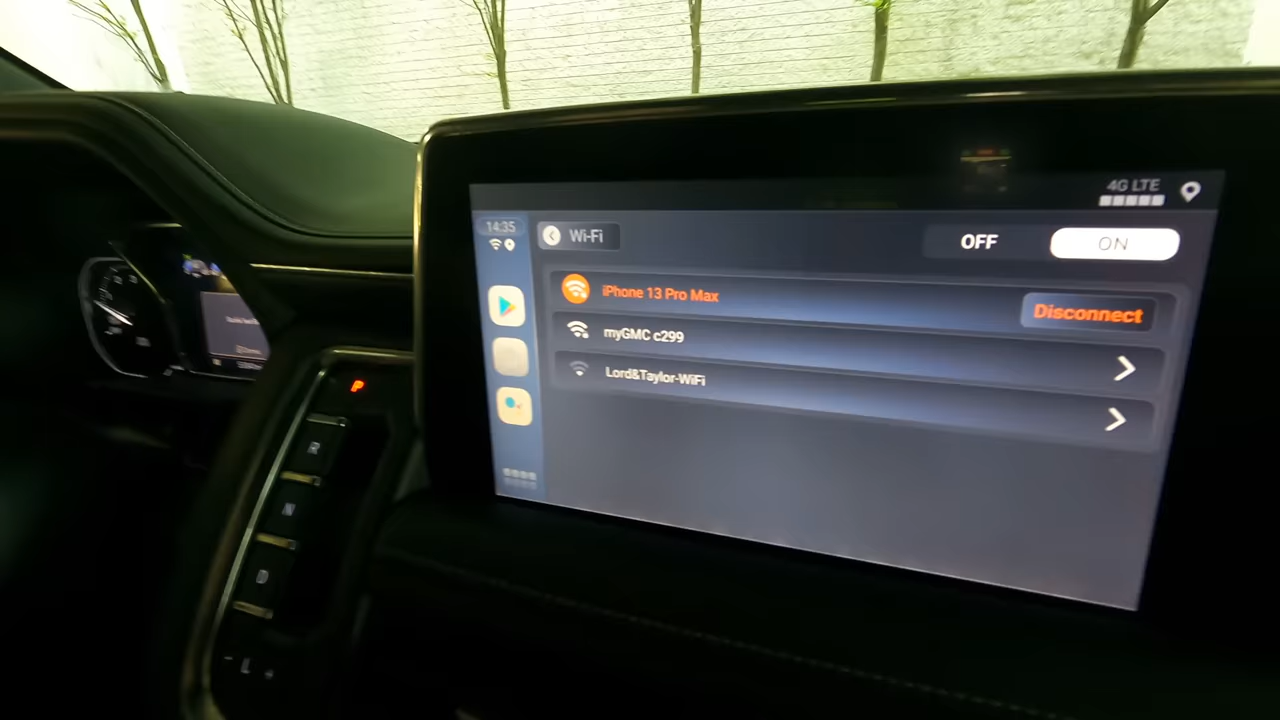 4G LTE
14:35
Wi-Fi
OFF
ON
iPhone 13 Pro Max
Disconnect
myGMC c299
Lord&Taylor-WiFi
P
R
N
D
- L +